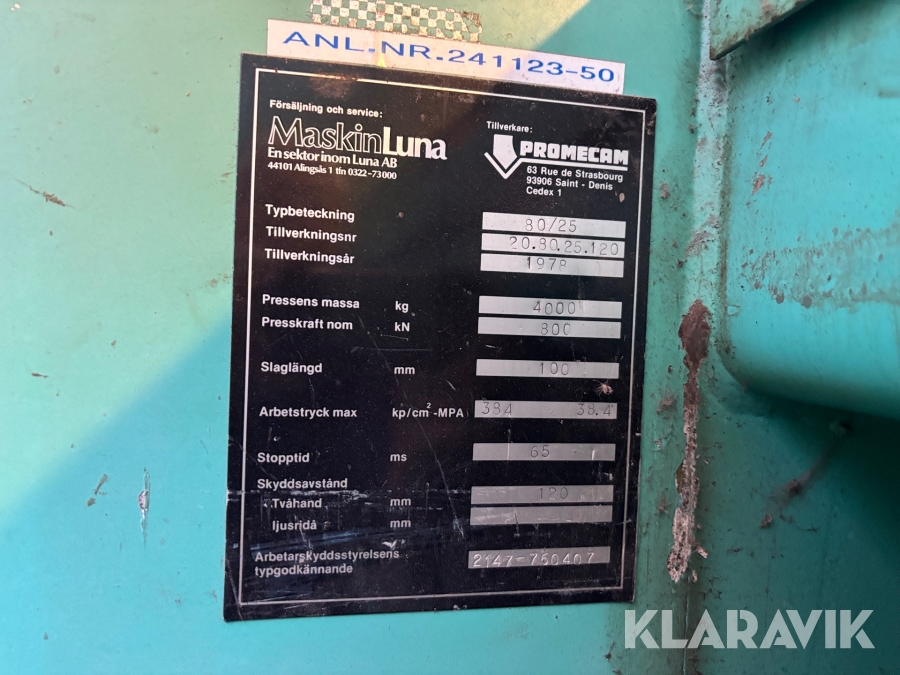 ANL.NR.241123-50
Försäljning och service:
MaskinLuna
En sektor inom Luna AB
44101 Alingsås 1 tfn 0322-73000
Tillverkare:
PROMECAM
63 Rue de Strasbourg
93906 Saint - Denis
Cedex 1
Typbeteckning 80/25
Tillverkningsnr 20.80.25.120
Tillverkningsår 1978
Pressens massa kg 4000
Presskraft nom kN 800
Slaglängd mm 100
Arbetstryck max kp/cm²-MPA 384 38.4
Stopptid ms 65
Skyddsavstånd
Tvåhand mm 120
ljusridå mm
Arbetarskyddsstyrelsens
typgodkännande 2147-760407
KLARAVIK